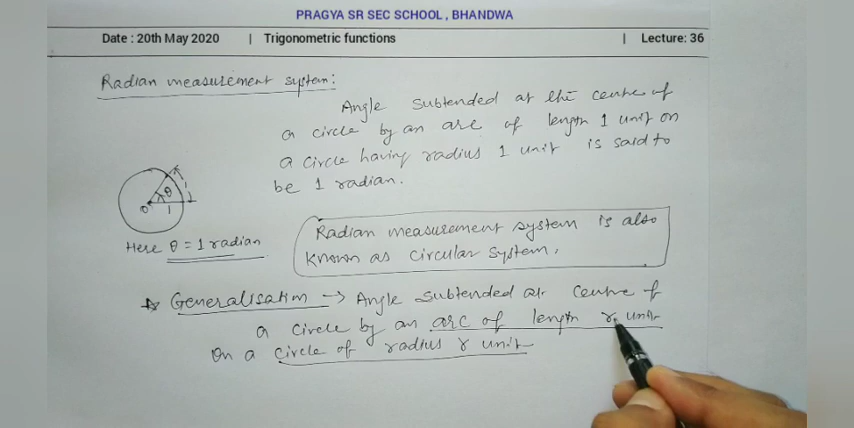 PRAGYA SR SEC SCHOOL, BHANDWA
Date : 20th May 2020 | Trigonometric functions | Lecture: 36
Radian measurement system:
Angle subtended at the centre of
a circle by an arc of length 1 unit on
a circle having radius 1 unit is said to
be 1 radian.
θ 1
O 1
Here θ = 1 radian
Radian measurement system is also
known as circular system.
Generalisation → Angle subtended at centre of
a circle by an arc of length r unit
on a circle of radius r unit